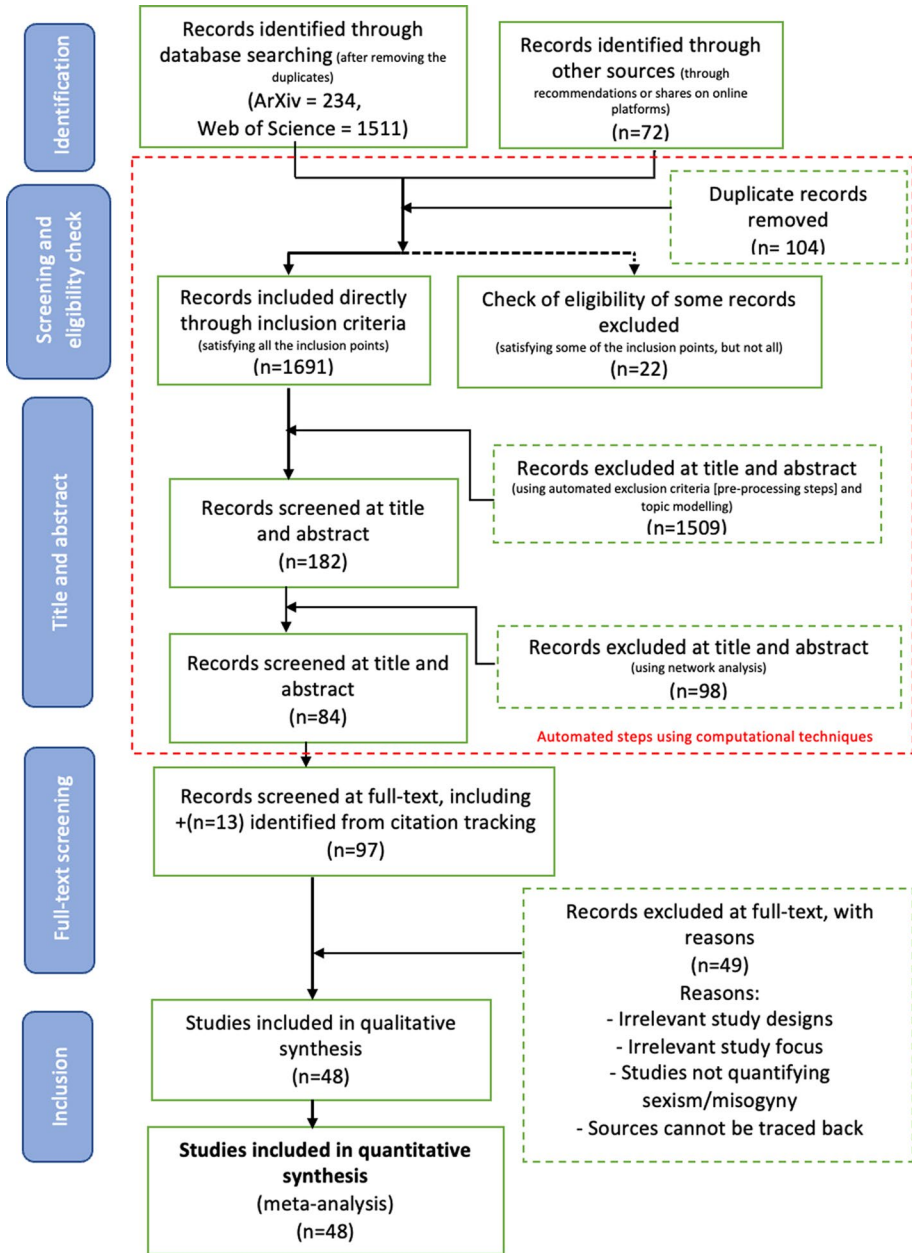 Identification
Records identified through
database searching (after removing the
duplicates)
(ArXiv = 234,
Web of Science = 1511)
Records identified through
other sources (through
recommendations or shares on online
platforms)
(n=72)
Screening and
eligibility check
Duplicate records
removed
(n= 104)
Records included directly
through inclusion criteria
(satisfying all the inclusion points)
(n=1691)
Check of eligibility of some records
excluded
(satisfying some of the inclusion points, but not all)
(n=22)
Title and abstract
Records excluded at title and abstract
(using automated exclusion criteria [pre-processing steps] and
topic modelling)
n=1509)
Records screened at title
and abstract
(n=182)
Records excluded at title and abstract
(using network analysis)
(n=98)
Records screened at title and
abstract
(n=84)
Automated steps using computational techniques
Full-text screening
Records screened at full-text, including
+(n=13) identified from citation tracking
(n=97)
Records excluded at full-text, with
reasons
(n=49)
Reasons:
- Irrelevant study designs
- Irrelevant study focus
- Studies not quantifying
sexism/misogyny
- Sources cannot be traced back
Inclusion
Studies included in qualitative
synthesis
(n=48)
Studies included in quantitative
synthesis
(meta-analysis)
(n=48)